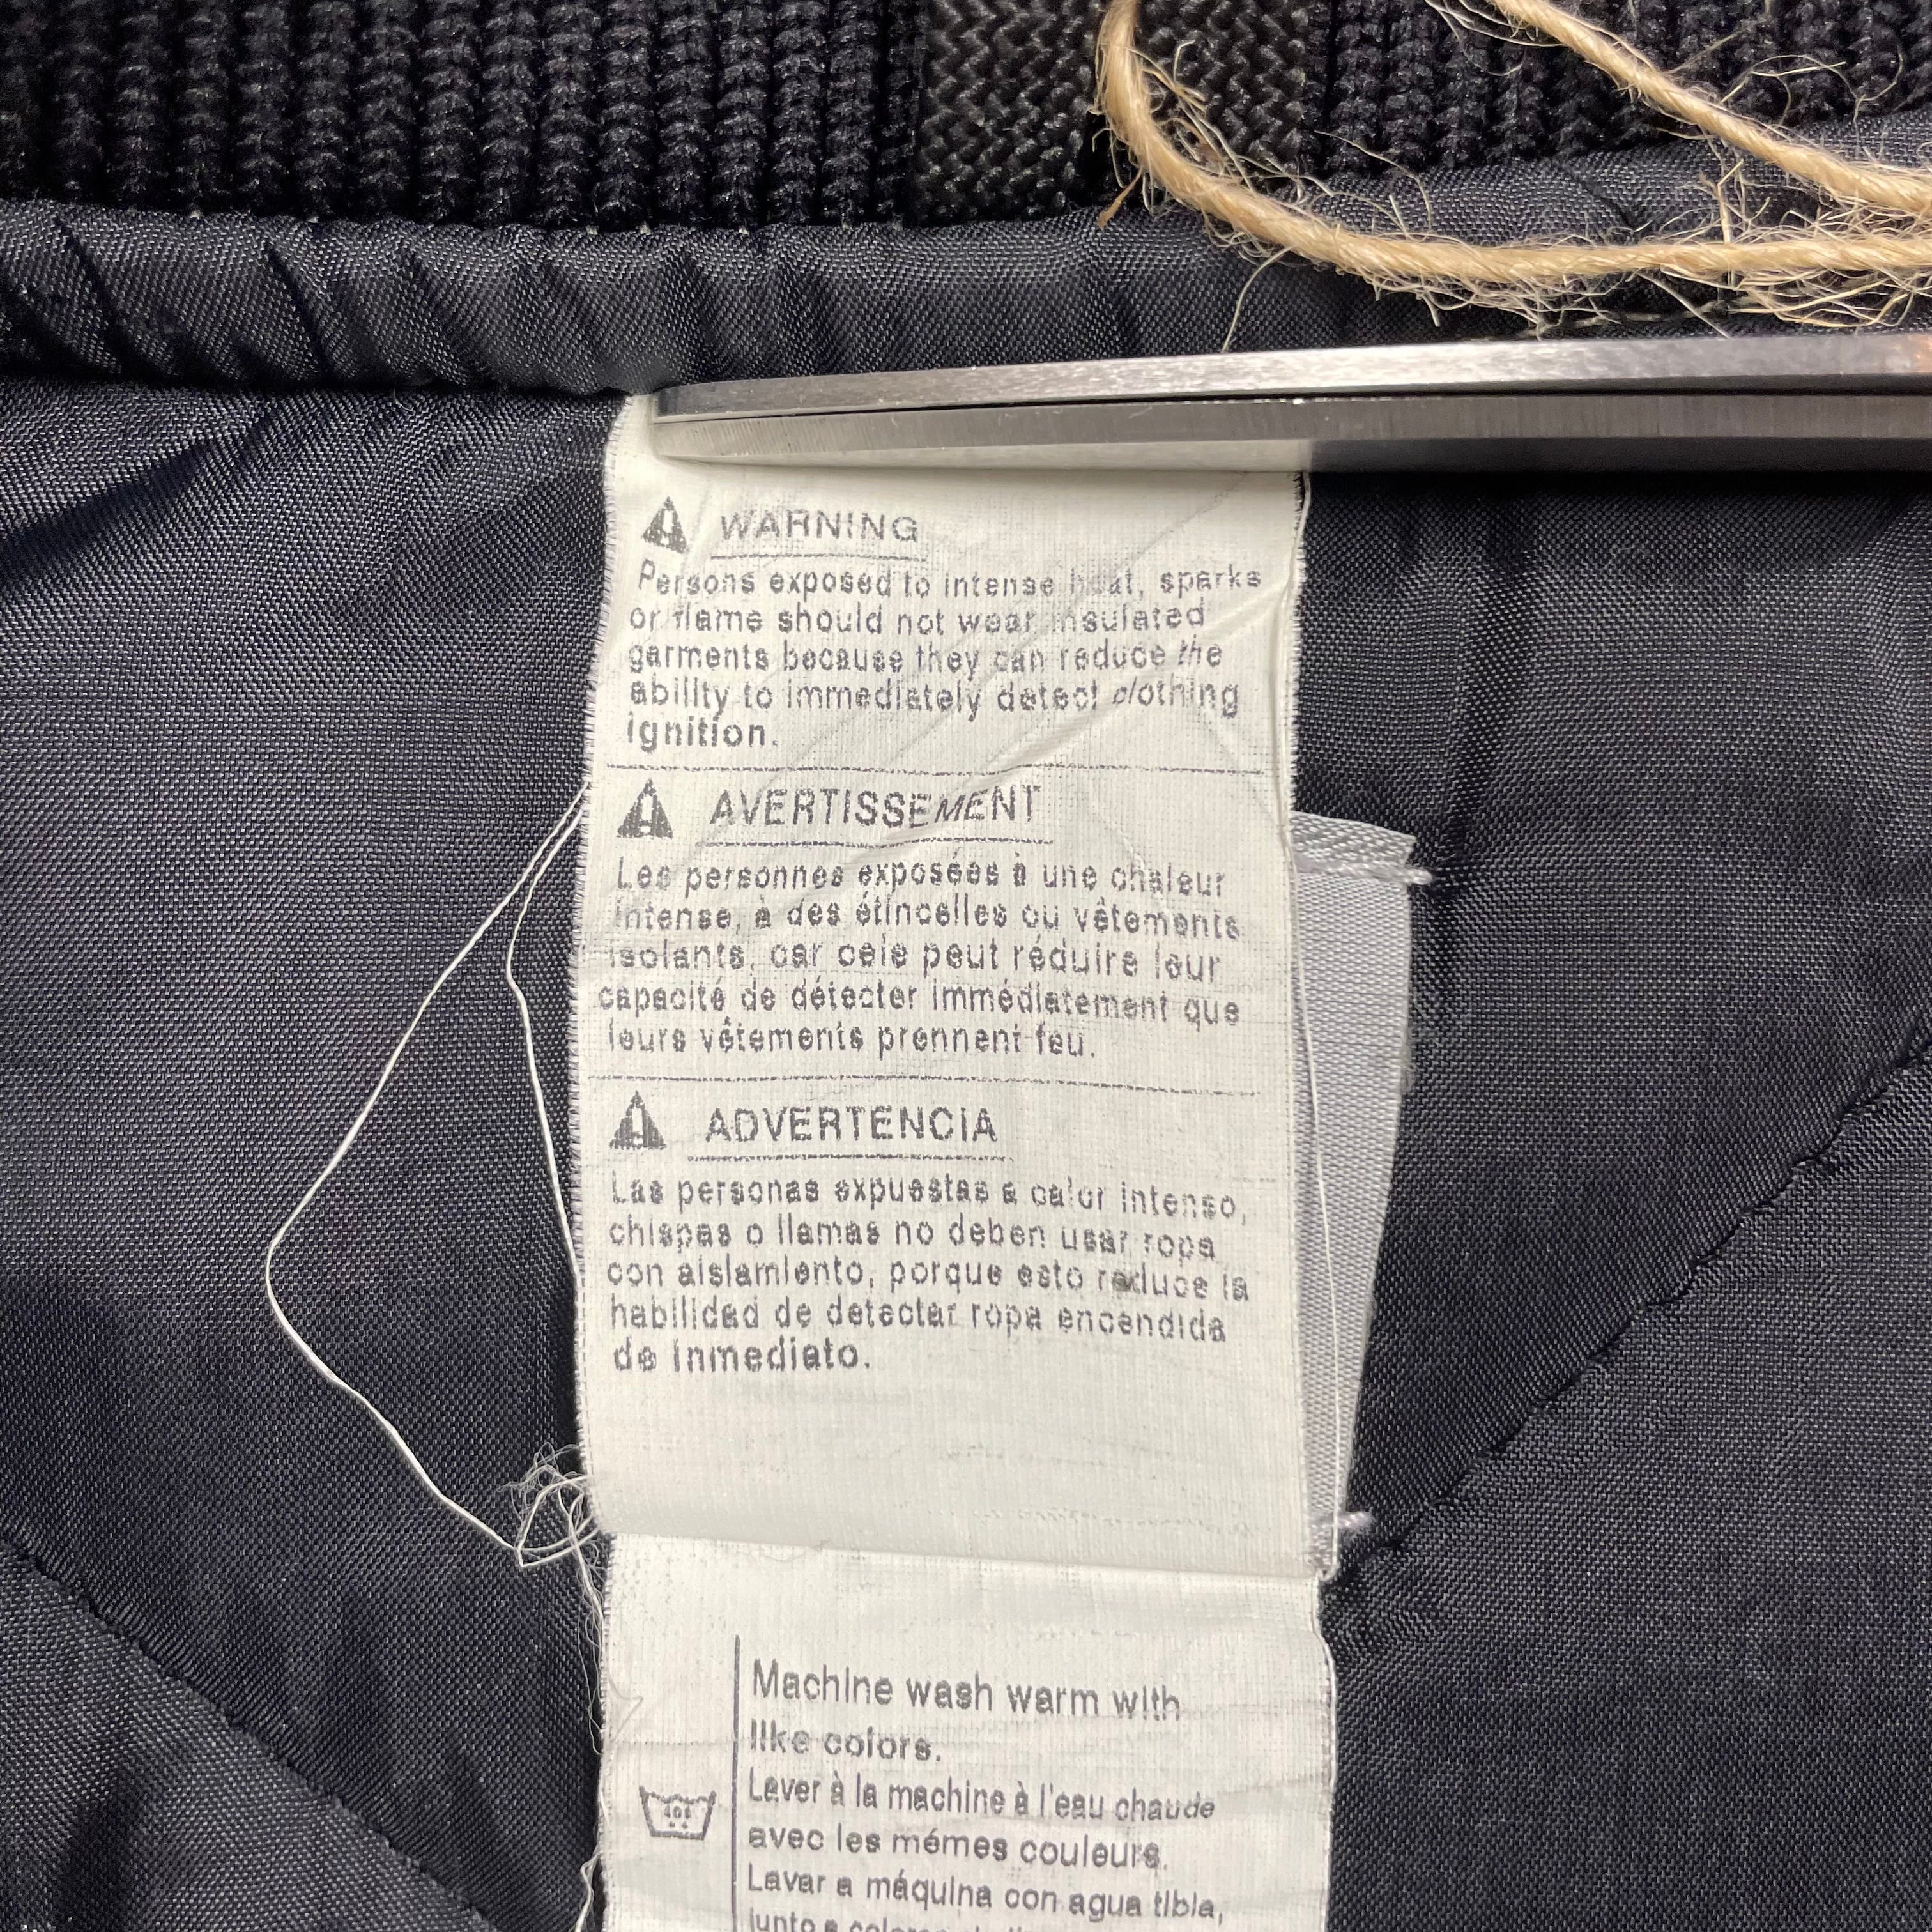 WARNING
Persons exposed to intense heat, sparks
or flame should not wear insulated
garments because they can reduce the
ability to immediately detect clothing
ignition.
AVERTISSEMENT
Les personnes exposées à une chaleur
intense, à des étincelles ou vêtements
isolants, car cele peut réduire leur
capacité de détecter immédiatement que
leurs vêtements prennent feu.
ADVERTENCIA
Las personas expuestas a calor intenso,
chispas o llamas no deben usar ropa
con aislamiento, porque esto reduce la
habilidad de detectar ropa encendida
de inmediato.
Machine wash warm with
like colors.
Laver à la machine à l'eau chaude
avec les mémes couleurs.
Lavar a máquina con agua tibia,
junto a